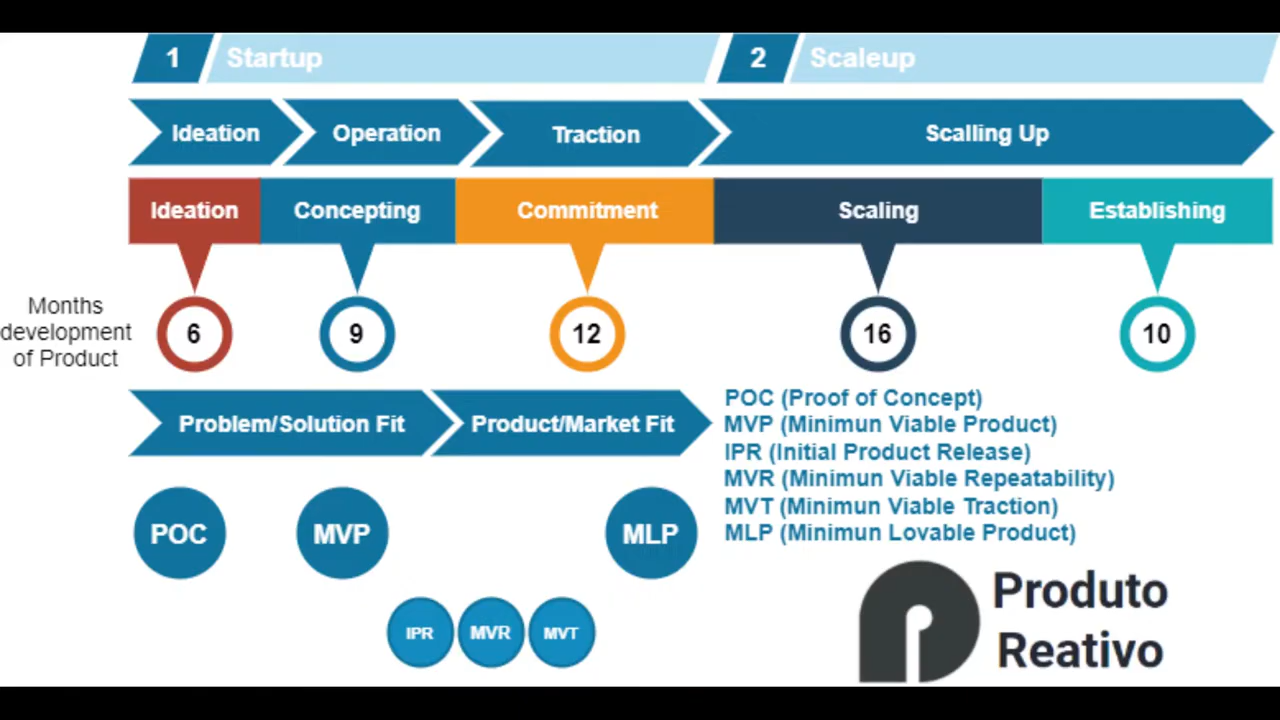 1 Startup 2 Scaleup
Ideation Operation Traction Scalling Up
Ideation Concepting Commitment Scaling Establishing
Months
development
of Product
6 9 12 16 10
Problem/Solution Fit Product/Market Fit
POC MVP MLP
IPR MVR MVT
POC (Proof of Concept)
MVP (Minimun Viable Product)
IPR (Initial Product Release)
MVR (Minimun Viable Repeatability)
MVT (Minimun Viable Traction)
MLP (Minimun Lovable Product)
Produto
Reativo